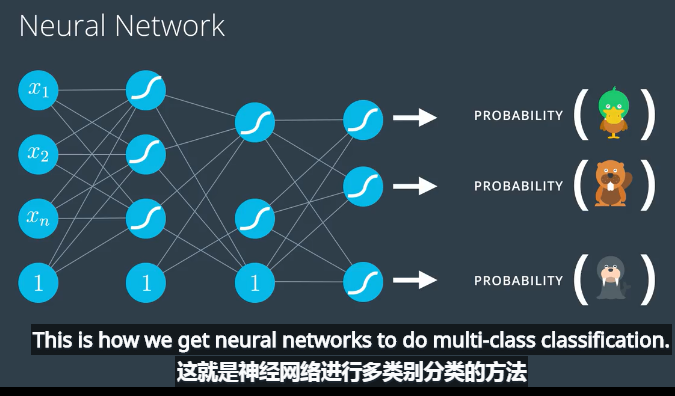 Neural Network
x₁
x₂
xₙ
1
1
1
PROBABILITY ( )
PROBABILITY ( )
PROBABILITY ( )
This is how we get neural networks to do multi-class classification.
这就是神经网络进行多类别分类的方法